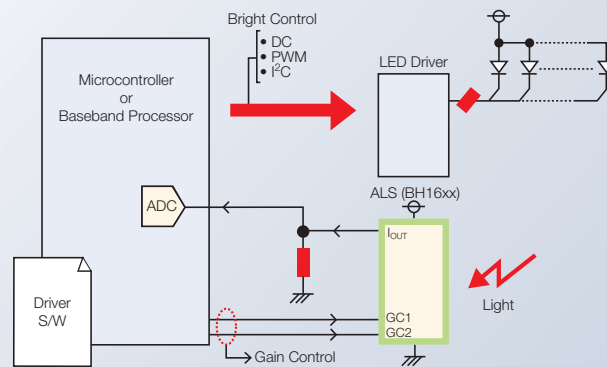 Bright Control
• DC
• PWM
• I²C
LED Driver
Microcontroller
or
Baseband Processor
ALS (BH16xx)
ADC
IOUT
Light
Driver
S/W
GC1
GC2
Gain Control